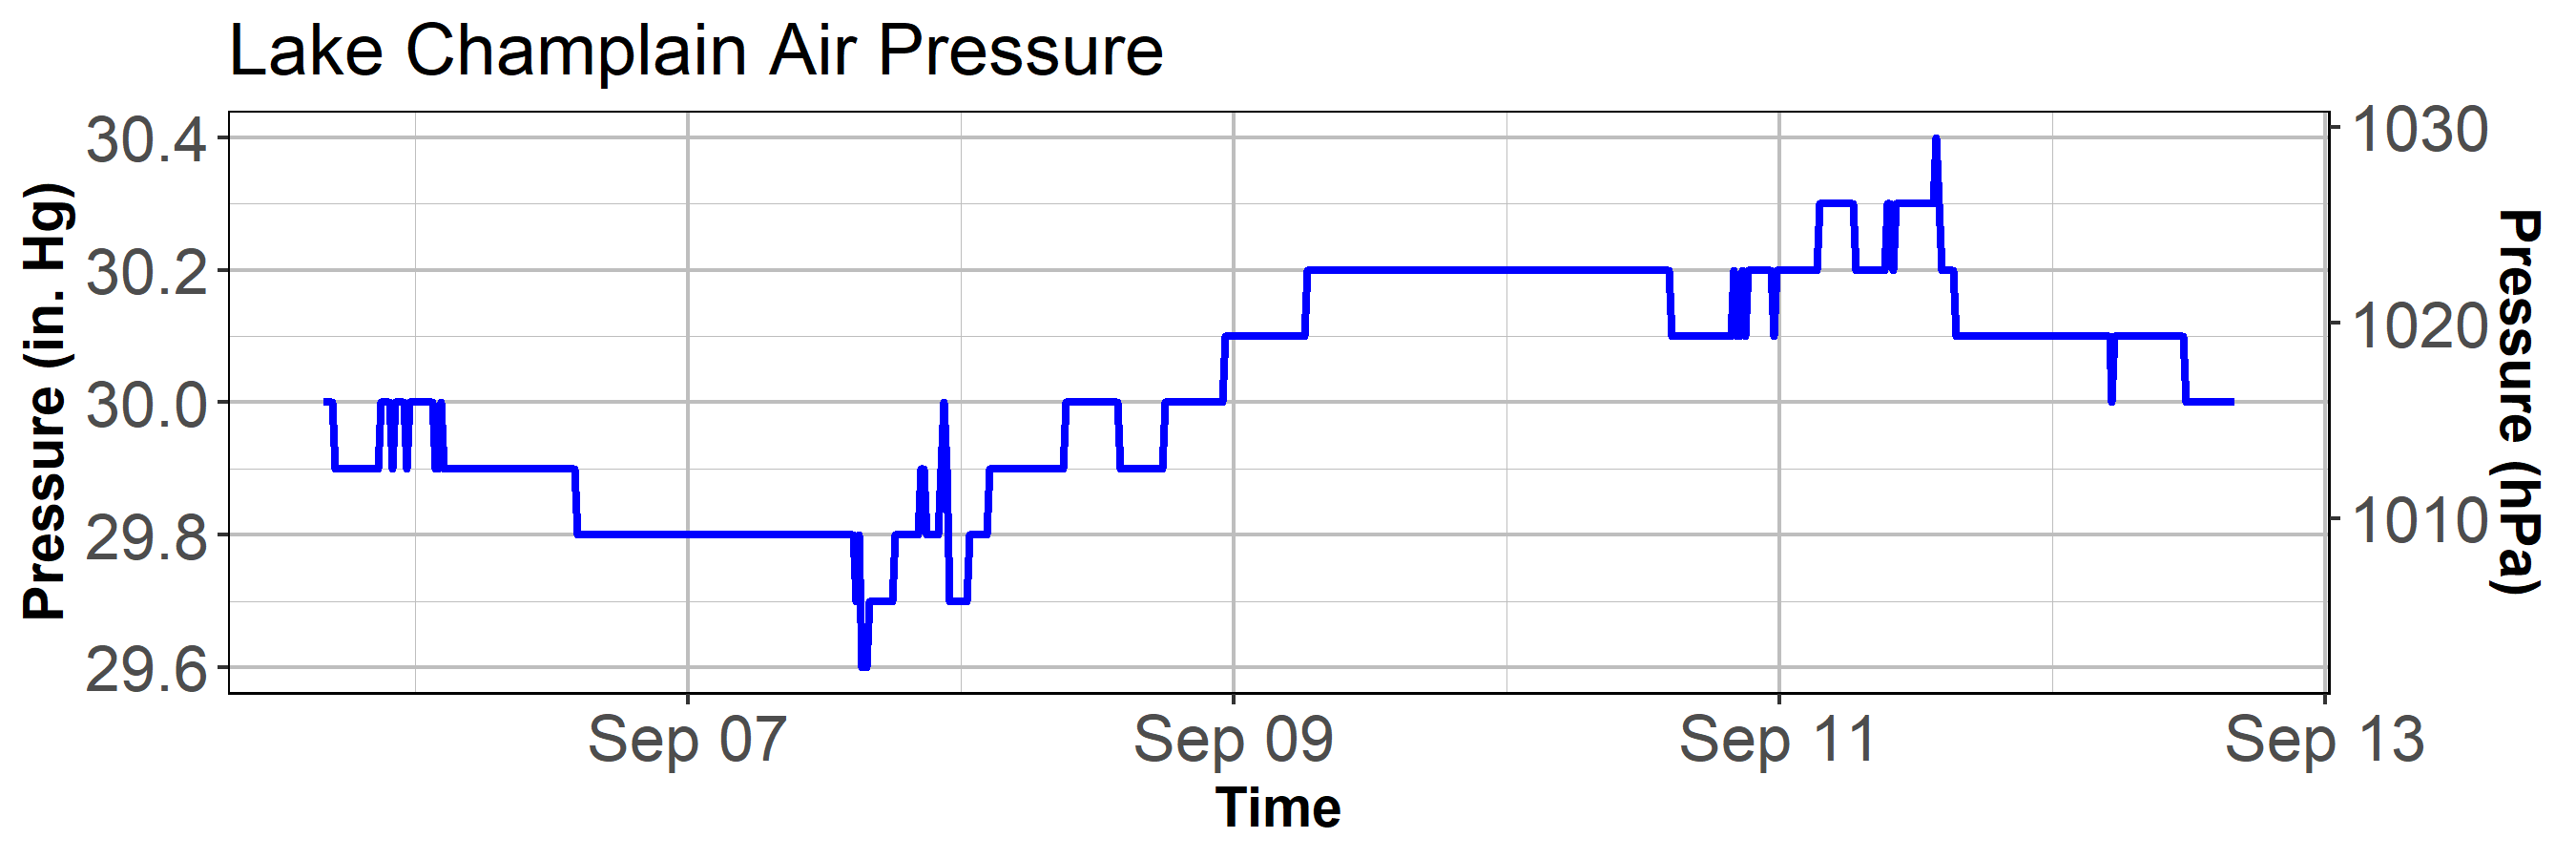 Lake Champlain Air Pressure
Pressure (in. Hg)
30.4
30.2
30.0
29.8
29.6
1030
1020
1010
Pressure (hPa)
Sep 07 Sep 09 Sep 11 Sep 13
Time